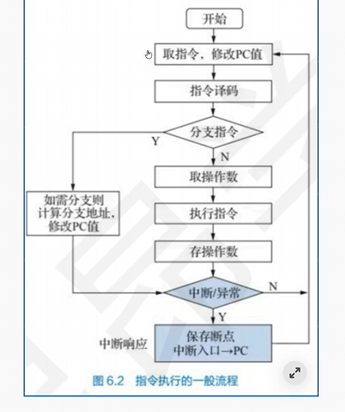 开始
取指令，修改PC值
指令译码
分支指令
Y
N
取操作数
如需分支则
计算分支地址，
修改PC值
执行指令
存操作数
中断/异常
N
Y
中断响应
保存断点
中断入口→PC
图 6.2 指令执行的一般流程